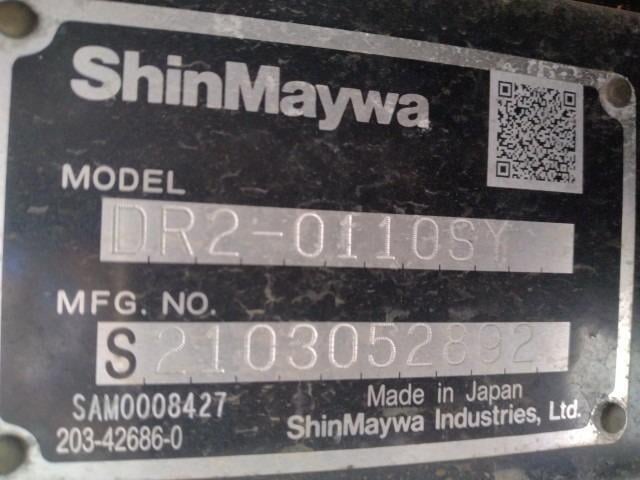 ShinMaywa
MODEL
DR2-0110SY
MFG. NO.
S2103052892
SAM0008427
Made in Japan
203-42686-0
ShinMaywa Industries, Ltd.